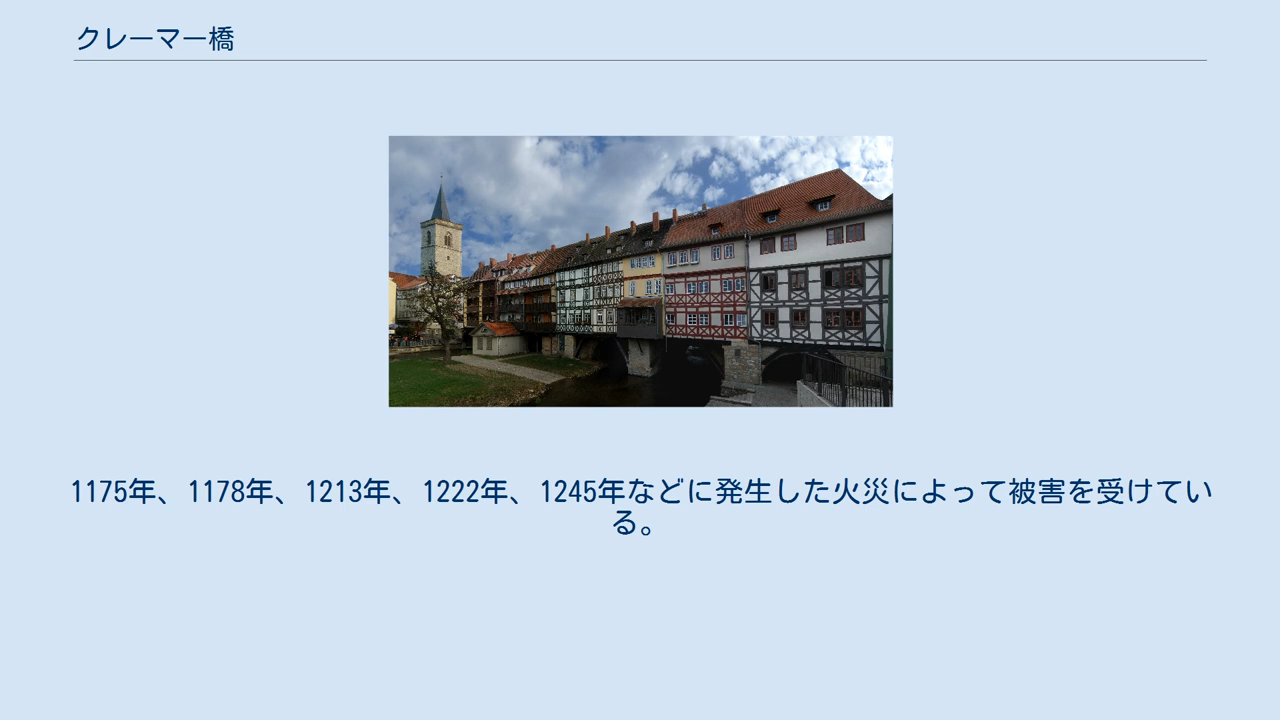 クレーマー橋
1175年、1178年、1213年、1222年、1245年などに発生した火災によって被害を受けてい
る。